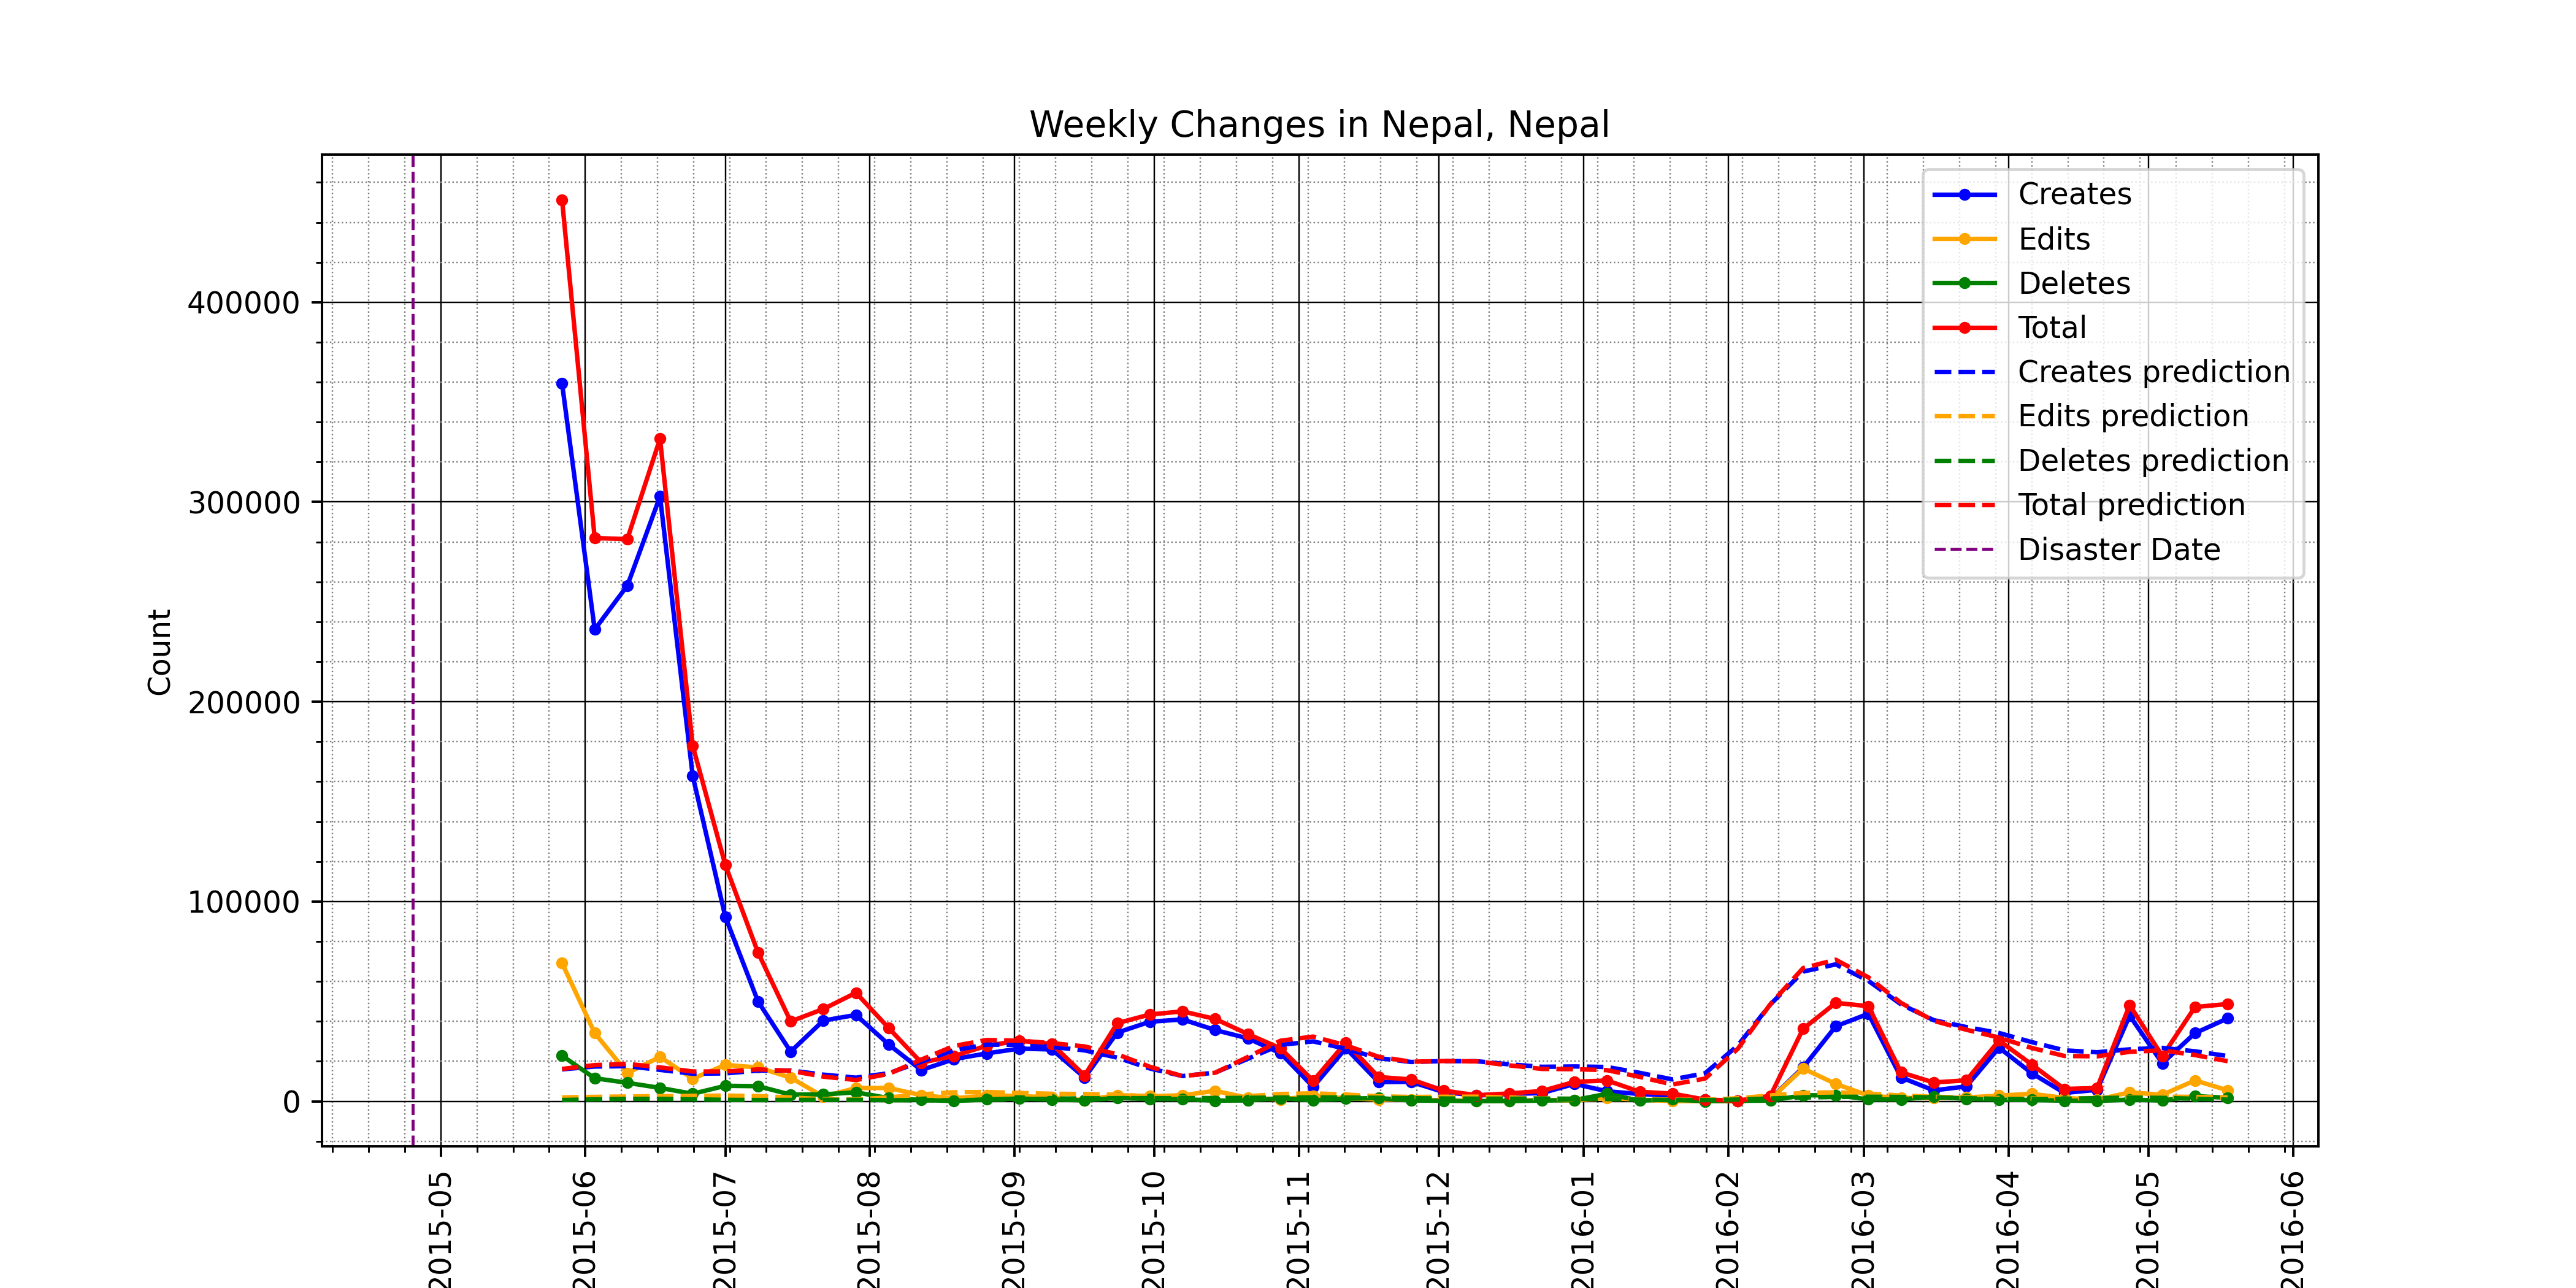 Weekly Changes in Nepal, Nepal
Creates
Edits
Deletes
Total
Creates prediction
Edits prediction
Deletes prediction
Total prediction
Disaster Date
Count
400000
300000
200000
100000
0
2015-05
2015-06
2015-07
2015-08
2015-09
2015-10
2015-11
2015-12
2016-01
2016-02
2016-03
2016-04
2016-05
2016-06